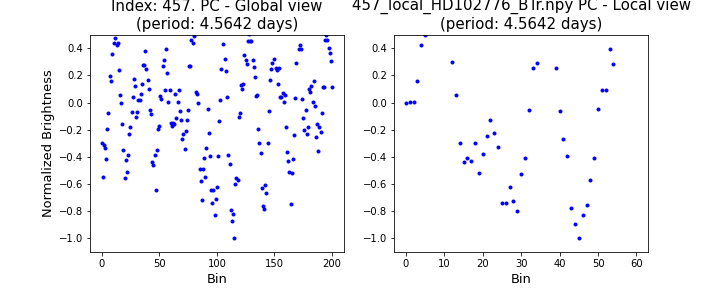 Index: 457. PC - Global view
(period: 4.5642 days)
457_local_HD102776_BTr.npy PC - Local view
(period: 4.5642 days)
Normalized Brightness
0.4
0.2
0.0
−0.2
−0.4
−0.6
−0.8
−1.0
0 50 100 150 200
Bin
0.4
0.2
0.0
−0.2
−0.4
−0.6
−0.8
−1.0
0 10 20 30 40 50 60
Bin